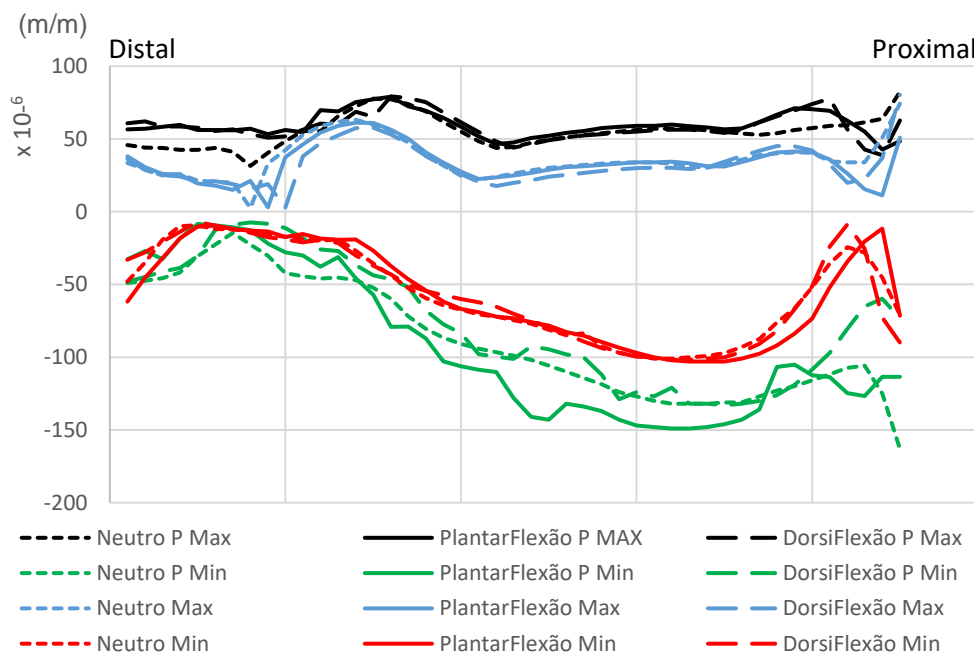 (m/m)
Distal Proximal
x 10-6
100
50
0
-50
-100
-150
-200
Neutro P Max PlantarFlexão P MAX DorsiFlexão P Max
Neutro P Min PlantarFlexão P Min DorsiFlexão P Min
Neutro Max PlantarFlexão Max DorsiFlexão Max
Neutro Min PlantarFlexão Min DorsiFlexão Min